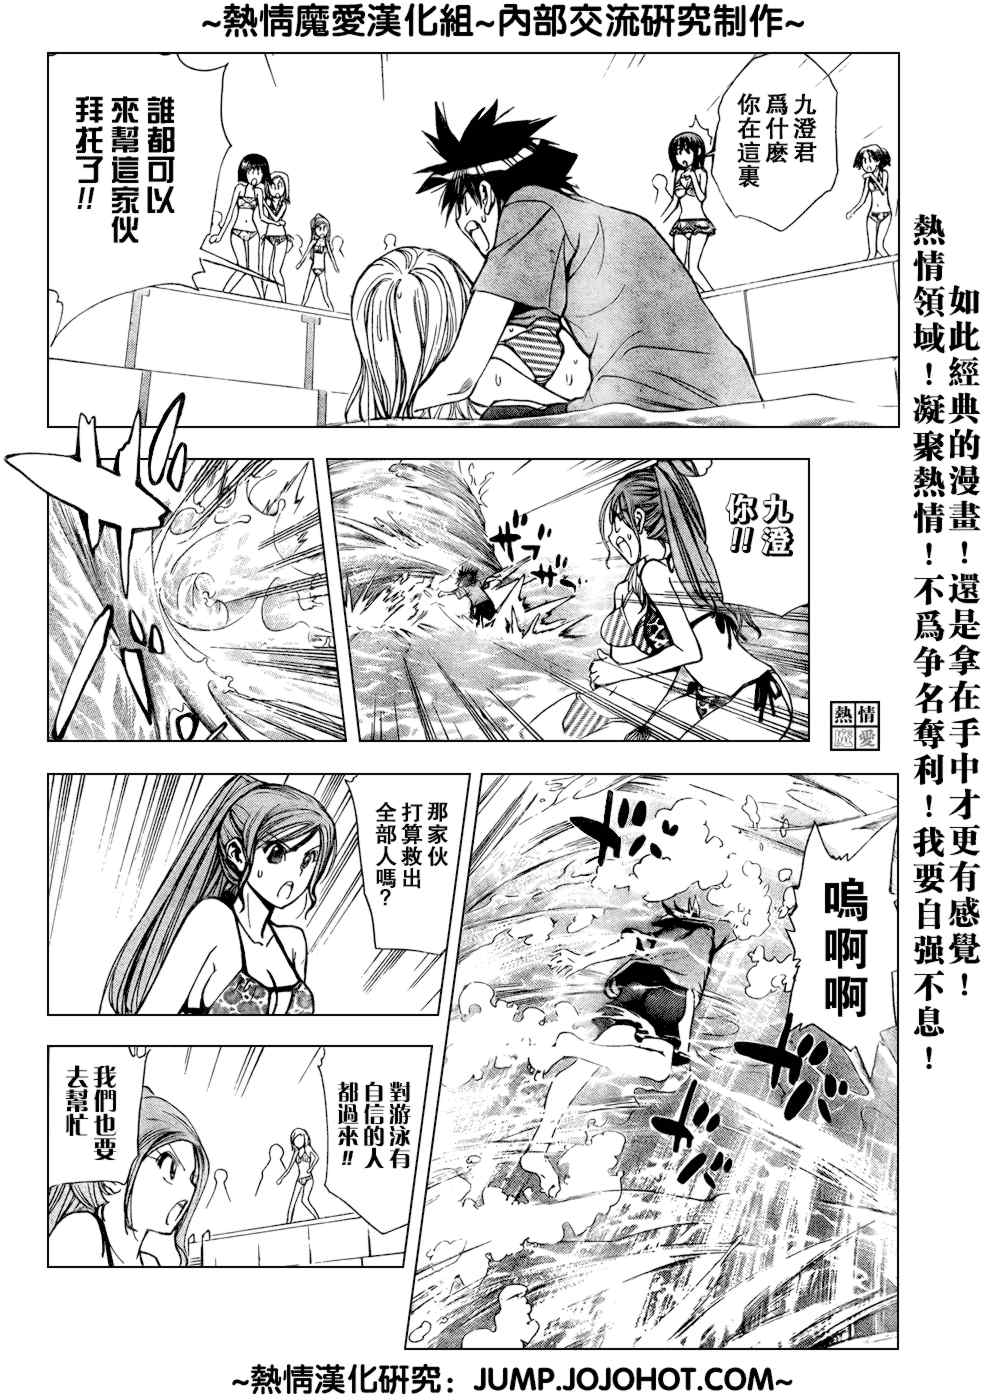 ~熱情魔愛漢化組~內部交流研究制作~
九澄君
爲什麽
你在這裏
誰都可以
來幫這家伙
拜托了!!
九澄
你!!
熱情
魔愛
那家伙
打算救出
全部人嗎?
嗚啊啊
對游泳有
自信的人
都過來!!
我們也要
去幫忙
如此經典的漫畫!還是拿在手中才更有感覺!
熱情領域!凝聚熱情!不爲争名奪利!我要自强不息!
~熱情漢化研究：JUMP.JOJOHOT.COM~